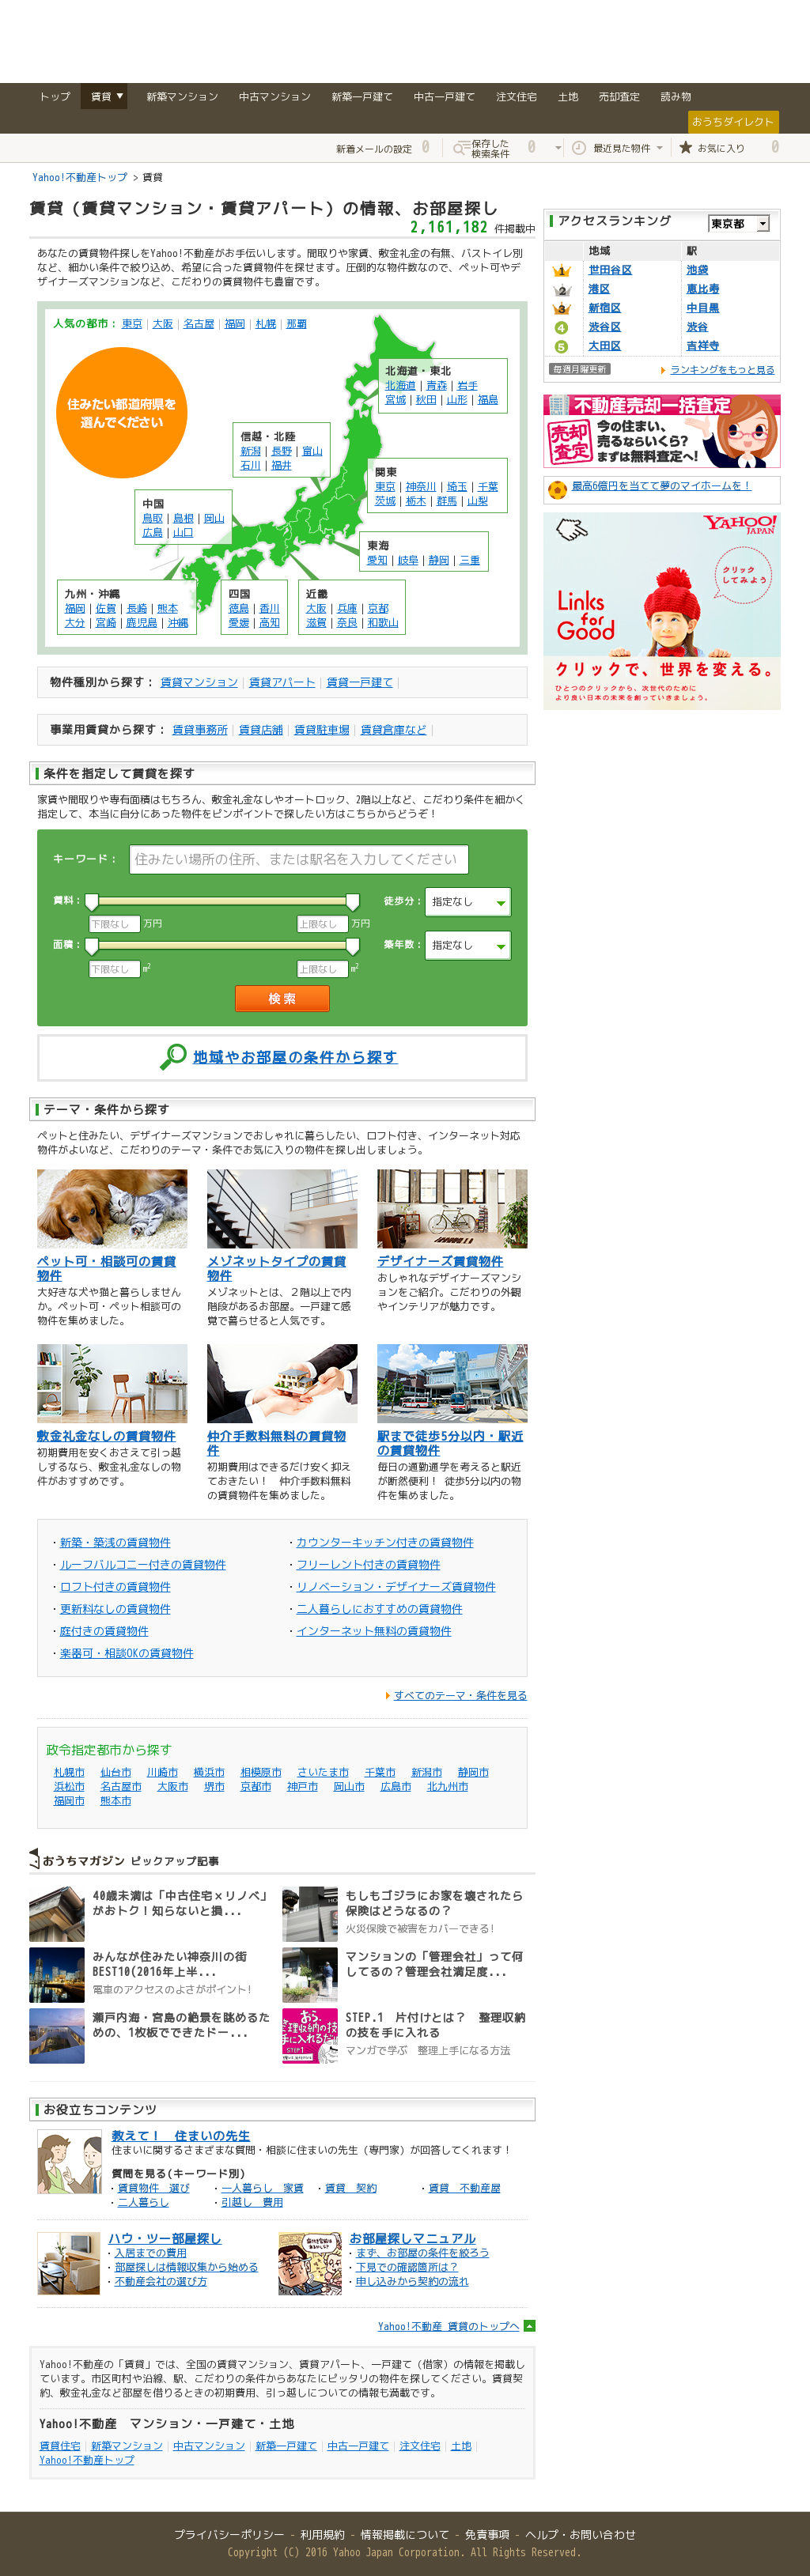 トップ 賃貸 ▼ 新築マンション 中古マンション 新築一戸建て 中古一戸建て 注文住宅 土地 売却査定 読み物
おうちダイレクト
新着メールの設定 0 保存した検索条件 0 最近見た物件 お気に入り 0
Yahoo!不動産トップ > 賃貸
賃貸（賃貸マンション・賃貸アパート）の情報、お部屋探し
2,161,182 件掲載中
あなたの賃貸物件探しをYahoo!不動産がお手伝いします。間取りや家賃、敷金礼金の有無、バストイレ別
など、細かい条件で絞り込め、希望に合った賃貸物件を探せます。圧倒的な物件数なので、ペット可やデ
ザイナーズマンションなど、こだわりの賃貸物件も豊富です。
人気の都市： 東京 | 大阪 | 名古屋 | 福岡 | 札幌 | 那覇
住みたい都道府県を
選んでください
北海道・東北
北海道 | 青森 | 岩手
宮城 | 秋田 | 山形 | 福島
信越・北陸
新潟 | 長野 | 富山
石川 | 福井
関東
東京 | 神奈川 | 埼玉 | 千葉
茨城 | 栃木 | 群馬 | 山梨
中国
鳥取 | 島根 | 岡山
広島 | 山口
東海
愛知 | 岐阜 | 静岡 | 三重
九州・沖縄
福岡 | 佐賀 | 長崎 | 熊本
大分 | 宮崎 | 鹿児島 | 沖縄
四国
徳島 | 香川
愛媛 | 高知
近畿
大阪 | 兵庫 | 京都
滋賀 | 奈良 | 和歌山
物件種別から探す： 賃貸マンション | 賃貸アパート | 賃貸一戸建て |
事業用賃貸から探す： 賃貸事務所 | 賃貸店舗 | 賃貸駐車場 | 賃貸倉庫など |
条件を指定して賃貸を探す
家賃や間取りや専有面積はもちろん、敷金礼金なしやオートロック、2階以上など、こだわり条件を細かく
指定して、本当に自分にあった物件をピンポイントで探したい方はこちらからどうぞ！
キーワード： 住みたい場所の住所、または駅名を入力してください
賃料： 徒歩分： 指定なし
下限なし 万円 上限なし 万円
面積： 築年数： 指定なし
下限なし m2 上限なし m2
検索
地域やお部屋の条件から探す
テーマ・条件から探す
ペットと住みたい、デザイナーズマンションでおしゃれに暮らしたい、ロフト付き、インターネット対応
物件がよいなど、こだわりのテーマ・条件でお気に入りの物件を探し出しましょう。
ペット可・相談可の賃貸
物件
大好きな犬や猫と暮らしません
か。ペット可・ペット相談可の
物件を集めました。
メゾネットタイプの賃貸
物件
メゾネットとは、２階以上で内
階段があるお部屋。一戸建て感
覚で暮らせると人気です。
デザイナーズ賃貸物件
おしゃれなデザイナーズマンシ
ョンをご紹介。こだわりの外観
やインテリアが魅力です。
敷金礼金なしの賃貸物件
初期費用を安くおさえて引っ越
しするなら、敷金礼金なしの物
件がおすすめです。
仲介手数料無料の賃貸物
件
初期費用はできるだけ安く抑え
ておきたい！ 仲介手数料無料
の賃貸物件を集めました。
駅まで徒歩5分以内・駅近
の賃貸物件
毎日の通勤通学を考えると駅近
が断然便利！ 徒歩5分以内の物
件を集めました。
・新築・築浅の賃貸物件
・ルーフバルコニー付きの賃貸物件
・ロフト付きの賃貸物件
・更新料なしの賃貸物件
・庭付きの賃貸物件
・楽器可・相談OKの賃貸物件
・カウンターキッチン付きの賃貸物件
・フリーレント付きの賃貸物件
・リノベーション・デザイナーズ賃貸物件
・二人暮らしにおすすめの賃貸物件
・インターネット無料の賃貸物件
すべてのテーマ・条件を見る
政令指定都市から探す
札幌市 仙台市 川崎市 横浜市 相模原市 さいたま市 千葉市 新潟市 静岡市
浜松市 名古屋市 大阪市 堺市 京都市 神戸市 岡山市 広島市 北九州市
福岡市 熊本市
おうちマガジン ピックアップ記事
40歳未満は「中古住宅×リノベ」
がおトク！知らないと損...
もしもゴジラにお家を壊されたら
保険はどうなるの？
火災保険で被害をカバーできる!
みんなが住みたい神奈川の街
BEST10(2016年上半...
電車のアクセスのよさがポイント!
マンションの「管理会社」って何
してるの？管理会社満足度...
瀬戸内海・宮島の絶景を眺めるた
めの、1枚板でできたドー...
STEP.1 片付けとは？ 整理収納
の技を手に入れる
マンガで学ぶ 整理上手になる方法
お役立ちコンテンツ
教えて！ 住まいの先生
住まいに関するさまざまな質問・相談に住まいの先生（専門家）が回答してくれます！
質問を見る(キーワード別)
・賃貸物件 選び ・一人暮らし 家賃 ・賃貸 契約 ・賃貸 不動産屋
・二人暮らし ・引越し 費用
ハウ・ツー部屋探し
・入居までの費用
・部屋探しは情報収集から始める
・不動産会社の選び方
お部屋探しマニュアル
・まず、お部屋の条件を絞ろう
・下見での確認箇所は？
・申し込みから契約の流れ
Yahoo!不動産 賃貸のトップへ
Yahoo!不動産の「賃貸」では、全国の賃貸マンション、賃貸アパート、一戸建て（借家）の情報を掲載し
ています。市区町村や沿線、駅、こだわりの条件からあなたにピッタリの物件を探してください。賃貸契
約、敷金礼金など部屋を借りるときの初期費用、引っ越しについての情報も満載です。
Yahoo!不動産 マンション・一戸建て・土地
賃貸住宅 | 新築マンション | 中古マンション | 新築一戸建て | 中古一戸建て | 注文住宅 | 土地 |
Yahoo!不動産トップ
アクセスランキング 東京都
地域 駅
1 世田谷区 池袋
2 港区 恵比寿
3 新宿区 中目黒
4 渋谷区 渋谷
5 大田区 吉祥寺
毎週月曜更新 ランキングをもっと見る
不動産売却一括査定
売却査定 今の住まい、売るならいくら？まずは無料査定へ！
最高6億円を当てて夢のマイホームを！
YAHOO! JAPAN
クリックしてみよう
Links for Good
クリックで、世界を変える。
ひとつのクリックから、次世代のために
より良い日本の未来を創っていきましょう。
プライバシーポリシー - 利用規約 - 情報掲載について - 免責事項 - ヘルプ・お問い合わせ
Copyright (C) 2016 Yahoo Japan Corporation. All Rights Reserved.